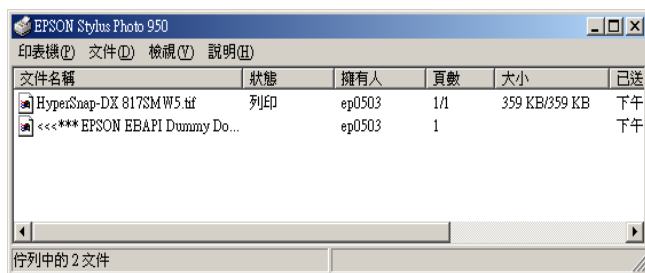 EPSON Stylus Photo 950
印表機(P) 文件(D) 檢視(V) 說明(H)
文件名稱 狀態 擁有人 頁數 大小 已送
HyperSnap-DX 817SMW5.tif 列印 ep0503 1/1 359 KB/359 KB 下午
<<<*** EPSON EBAPI Dummy Do... ep0503 1 下午
佇列中的 2 文件